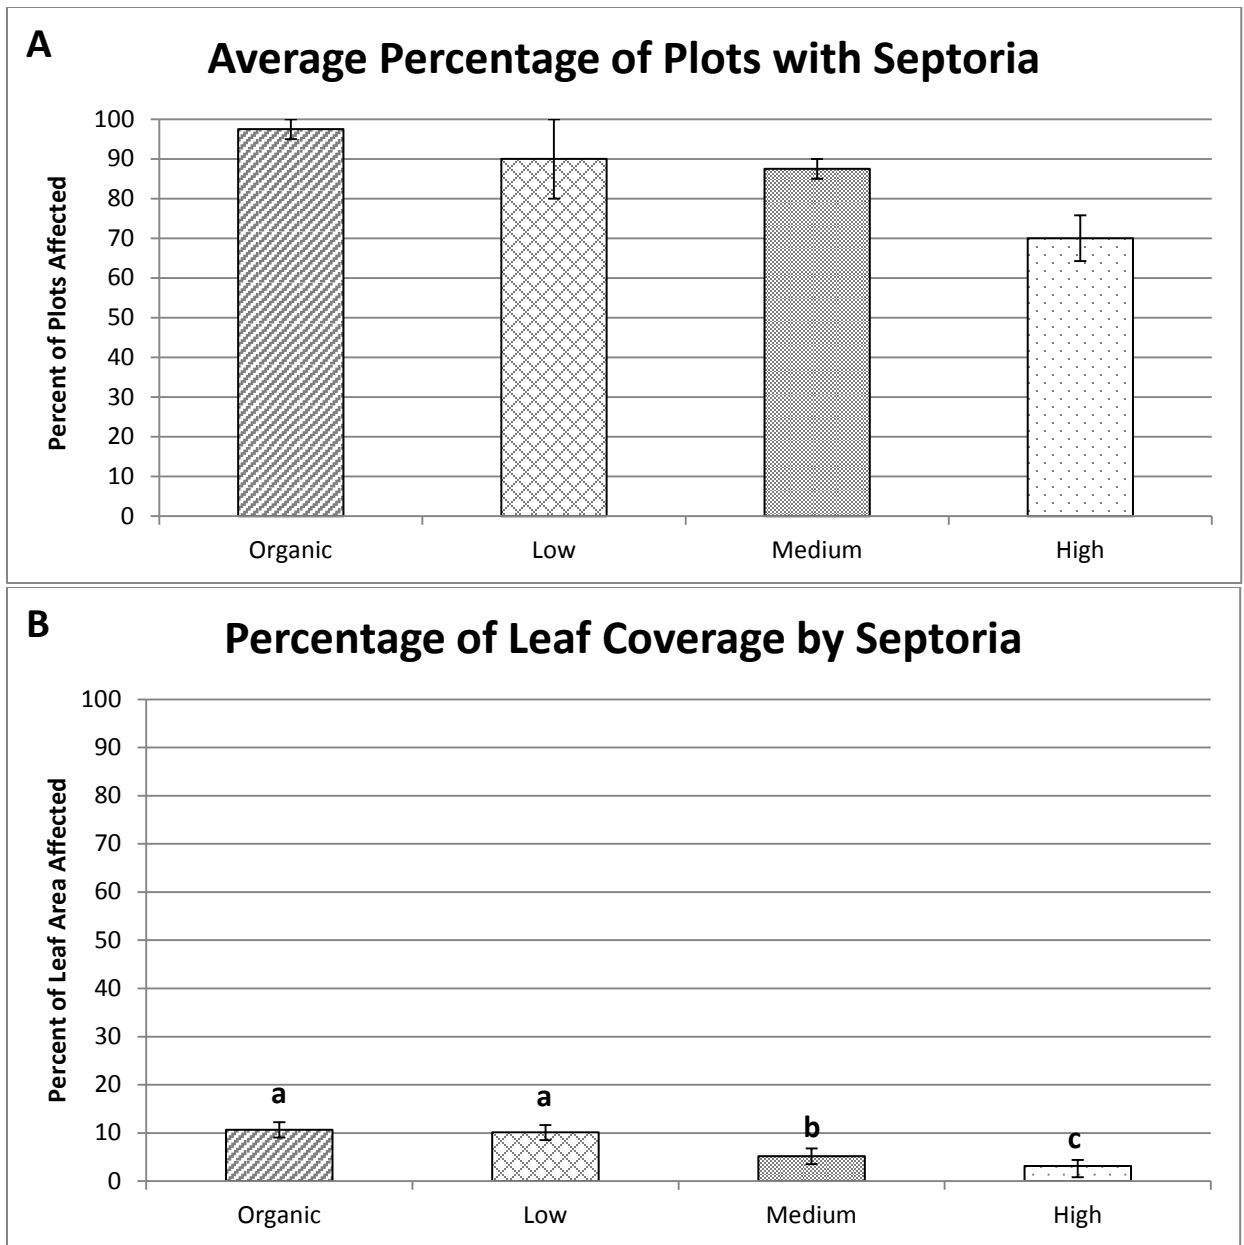 A
Average Percentage of Plots with Septoria
Percent of Plots Affected
100
90
80
70
60
50
40
30
20
10
0
Organic Low Medium High
B
Percentage of Leaf Coverage by Septoria
Percent of Leaf Area Affected
100
90
80
70
60
50
40
30
20
10
0
a a b c
Organic Low Medium High